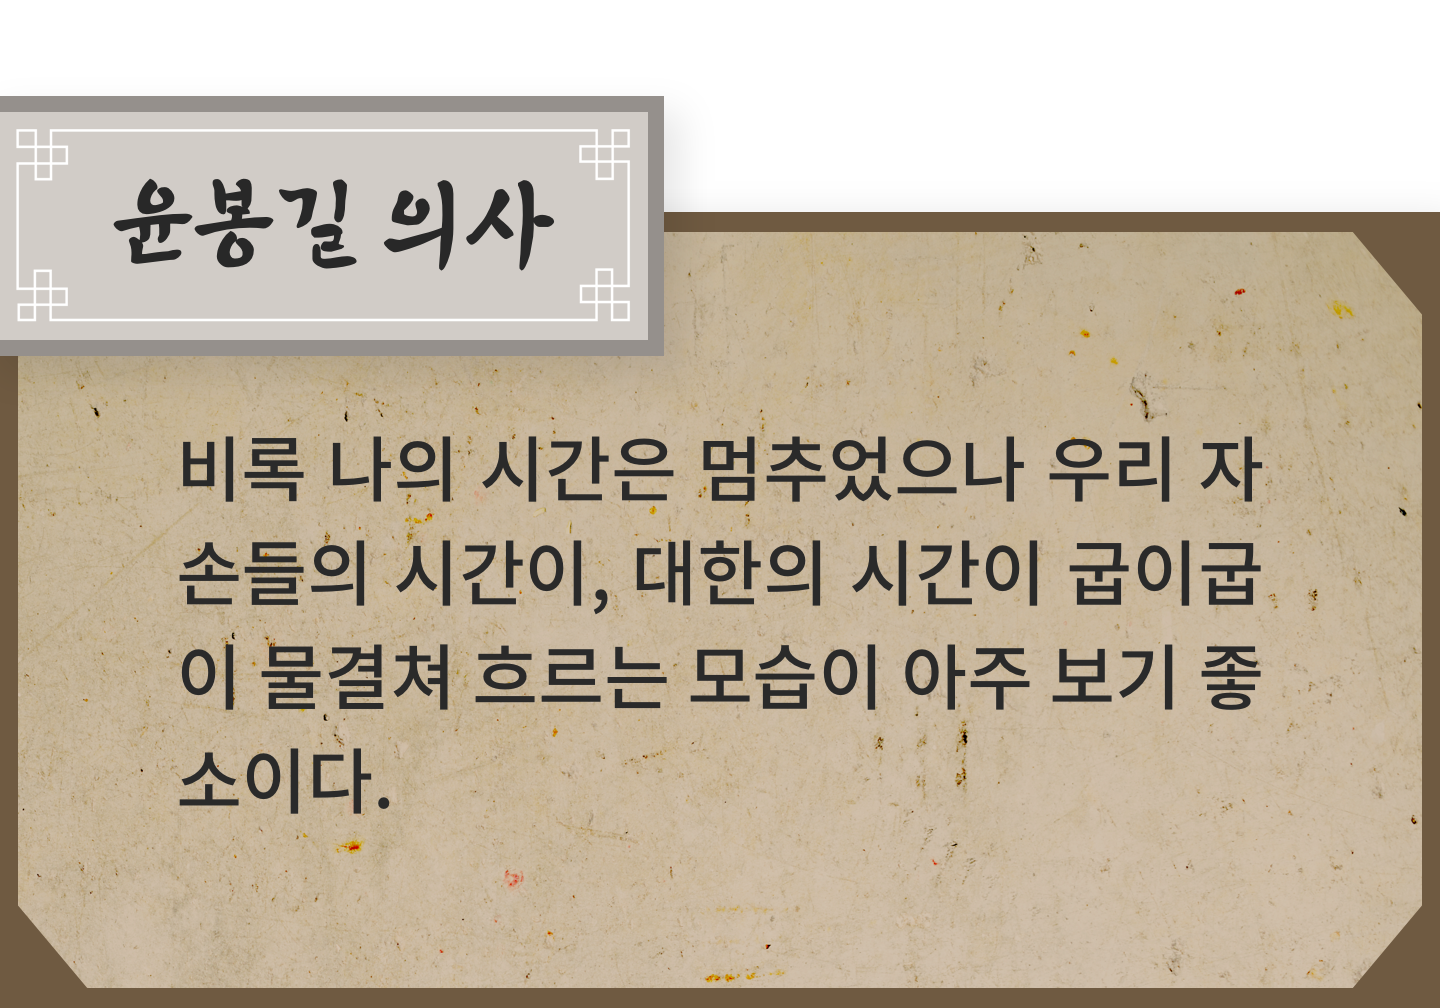 윤봉길 의사
비록 나의 시간은 멈추었으나 우리 자
손들의 시간이, 대한의 시간이 굽이굽
이 물결쳐 흐르는 모습이 아주 보기 좋
소이다.